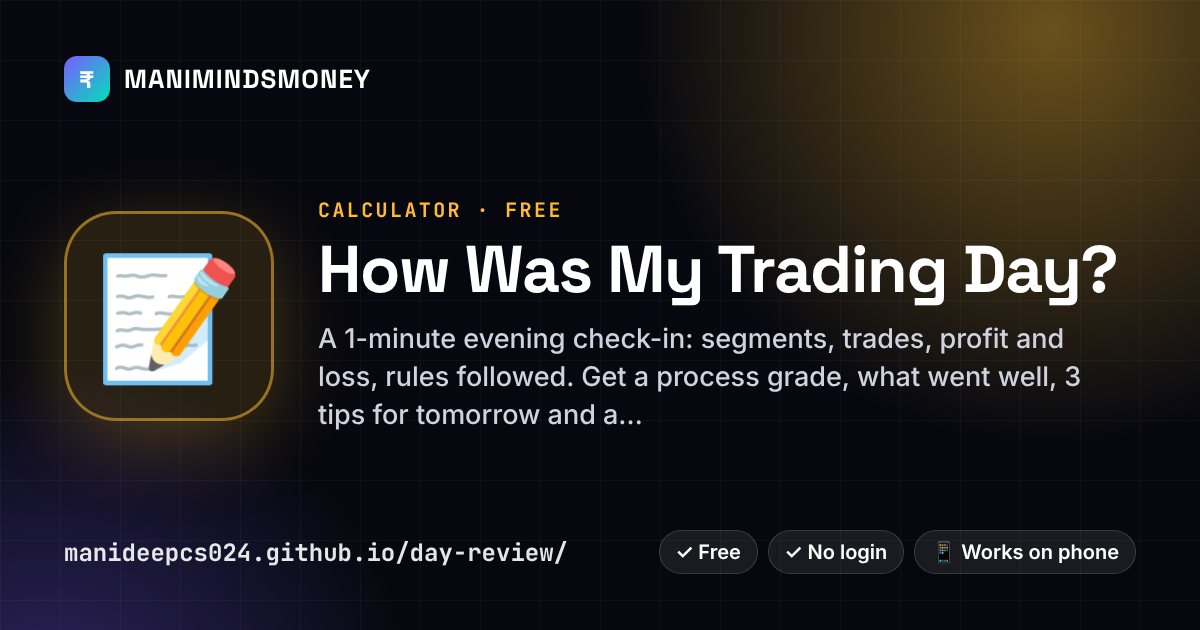 ₹ MANIMINDSMONEY
CALCULATOR · FREE
How Was My Trading Day?
A 1-minute evening check-in: segments, trades, profit and
loss, rules followed. Get a process grade, what went well, 3
tips for tomorrow and a...
manideepcs024.github.io/day-review/
✓ Free ✓ No login 📱 Works on phone